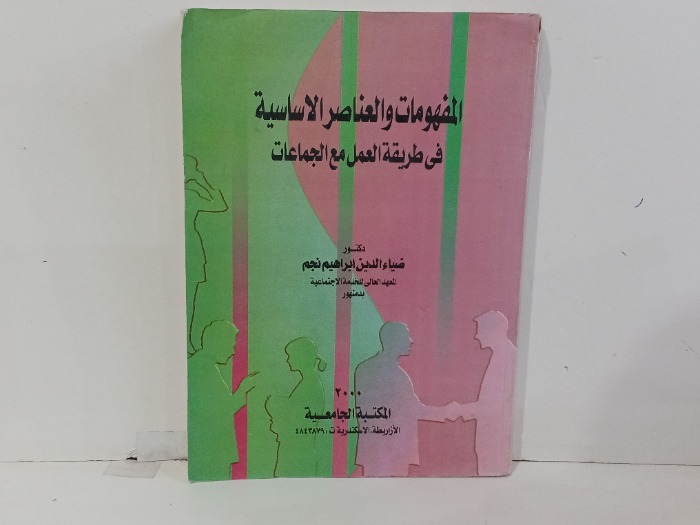 المفهومات والعناصر الاساسية
فى طريقة العمل مع الجماعات
دكتور
ضياء الدين ابراهيم نجم
المعهد العالى للخدمة الاجتماعية
بدمنهور
٢٠٠٠
المكتبة الجامعية
الأزاريطة. الاسكندرية ت : ٤٨٤٣٨٧٩